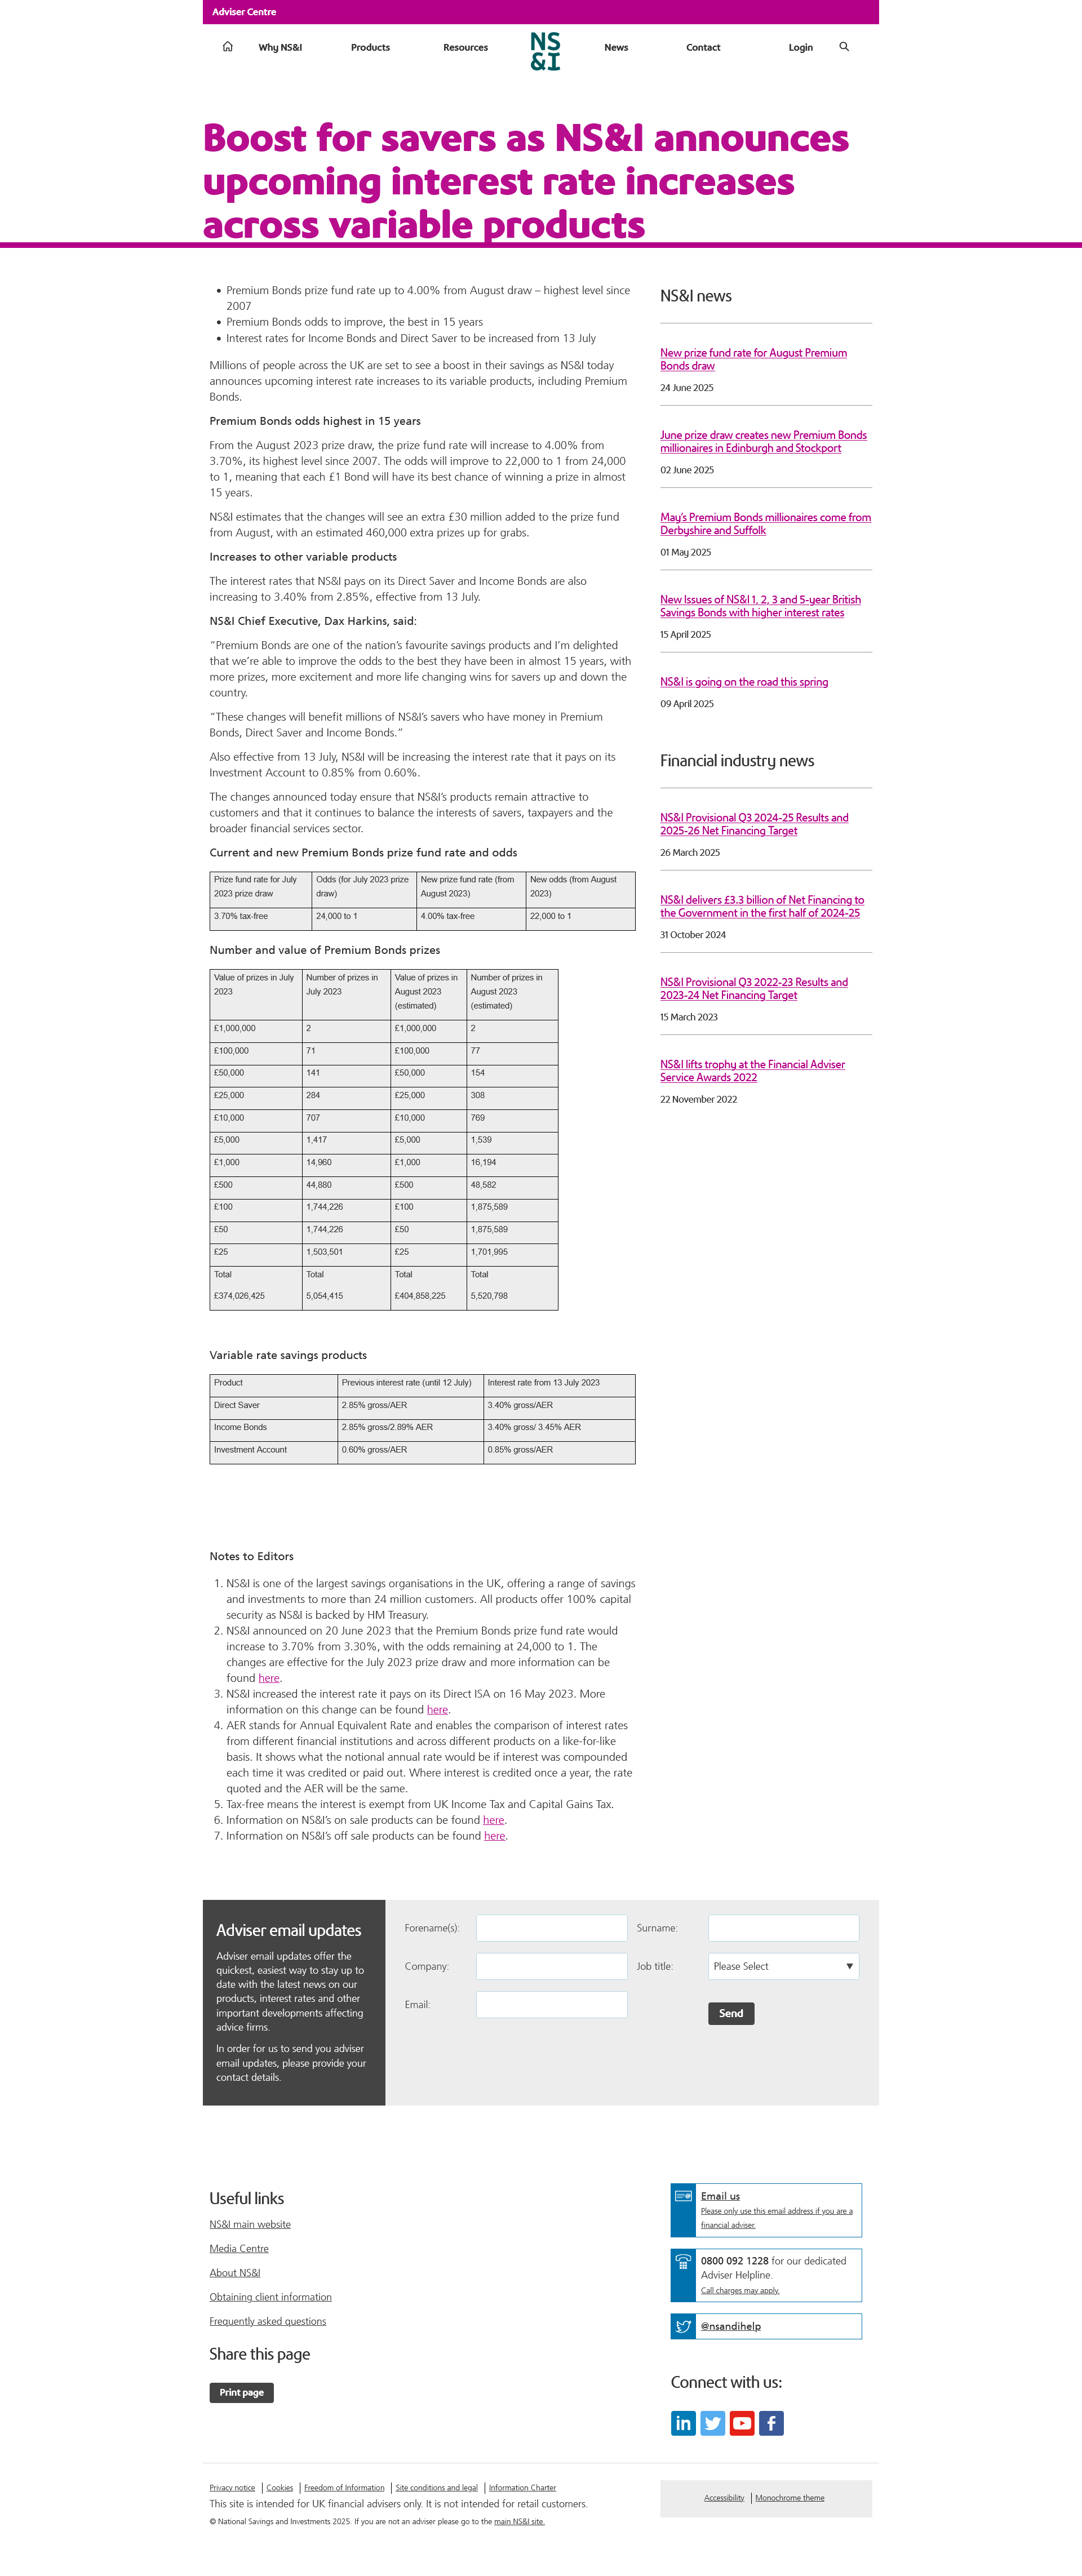 Adviser Centre
Why NS&I
Products
Resources
NS
&I
News
Contact
Login
Boost for savers as NS&I announces
upcoming interest rate increases
across variable products
Premium Bonds prize fund rate up to 4.00% from August draw – highest level since
2007
Premium Bonds odds to improve, the best in 15 years
Interest rates for Income Bonds and Direct Saver to be increased from 13 July
Millions of people across the UK are set to see a boost in their savings as NS&I today
announces upcoming interest rate increases to its variable products, including Premium
Bonds.
Premium Bonds odds highest in 15 years
From the August 2023 prize draw, the prize fund rate will increase to 4.00% from
3.70%, its highest level since 2007. The odds will improve to 22,000 to 1 from 24,000
to 1, meaning that each £1 Bond will have its best chance of winning a prize in almost
15 years.
NS&I estimates that the changes will see an extra £30 million added to the prize fund
from August, with an estimated 460,000 extra prizes up for grabs.
Increases to other variable products
The interest rates that NS&I pays on its Direct Saver and Income Bonds are also
increasing to 3.40% from 2.85%, effective from 13 July.
NS&I Chief Executive, Dax Harkins, said:
“Premium Bonds are one of the nation’s favourite savings products and I’m delighted
that we’re able to improve the odds to the best they have been in almost 15 years, with
more prizes, more excitement and more life changing wins for savers up and down the
country.
“These changes will benefit millions of NS&I’s savers who have money in Premium
Bonds, Direct Saver and Income Bonds.”
Also effective from 13 July, NS&I will be increasing the interest rate that it pays on its
Investment Account to 0.85% from 0.60%.
The changes announced today ensure that NS&I’s products remain attractive to
customers and that it continues to balance the interests of savers, taxpayers and the
broader financial services sector.
Current and new Premium Bonds prize fund rate and odds
Prize fund rate for July 2023 prize draw | Odds (for July 2023 prize draw) | New prize fund rate (from August 2023) | New odds (from August 2023)
3.70% tax-free | 24,000 to 1 | 4.00% tax-free | 22,000 to 1
Number and value of Premium Bonds prizes
Value of prizes in July 2023 | Number of prizes in July 2023 | Value of prizes in August 2023 (estimated) | Number of prizes in August 2023 (estimated)
£1,000,000 | 2 | £1,000,000 | 2
£100,000 | 71 | £100,000 | 77
£50,000 | 141 | £50,000 | 154
£25,000 | 284 | £25,000 | 308
£10,000 | 707 | £10,000 | 769
£5,000 | 1,417 | £5,000 | 1,539
£1,000 | 14,960 | £1,000 | 16,194
£500 | 44,880 | £500 | 48,582
£100 | 1,744,226 | £100 | 1,875,589
£50 | 1,744,226 | £50 | 1,875,589
£25 | 1,503,501 | £25 | 1,701,995
Total | Total | Total | Total
£374,026,425 | 5,054,415 | £404,858,225 | 5,520,798
Variable rate savings products
Product | Previous interest rate (until 12 July) | Interest rate from 13 July 2023
Direct Saver | 2.85% gross/AER | 3.40% gross/AER
Income Bonds | 2.85% gross/2.89% AER | 3.40% gross/ 3.45% AER
Investment Account | 0.60% gross/AER | 0.85% gross/AER
Notes to Editors
1. NS&I is one of the largest savings organisations in the UK, offering a range of savings
and investments to more than 24 million customers. All products offer 100% capital
security as NS&I is backed by HM Treasury.
2. NS&I announced on 20 June 2023 that the Premium Bonds prize fund rate would
increase to 3.70% from 3.30%, with the odds remaining at 24,000 to 1. The
changes are effective for the July 2023 prize draw and more information can be
found here.
3. NS&I increased the interest rate it pays on its Direct ISA on 16 May 2023. More
information on this change can be found here.
4. AER stands for Annual Equivalent Rate and enables the comparison of interest rates
from different financial institutions and across different products on a like-for-like
basis. It shows what the notional annual rate would be if interest was compounded
each time it was credited or paid out. Where interest is credited once a year, the rate
quoted and the AER will be the same.
5. Tax-free means the interest is exempt from UK Income Tax and Capital Gains Tax.
6. Information on NS&I’s on sale products can be found here.
7. Information on NS&I’s off sale products can be found here.
NS&I news
New prize fund rate for August Premium
Bonds draw
24 June 2025
June prize draw creates new Premium Bonds
millionaires in Edinburgh and Stockport
02 June 2025
May’s Premium Bonds millionaires come from
Derbyshire and Suffolk
01 May 2025
New Issues of NS&I 1, 2, 3 and 5-year British
Savings Bonds with higher interest rates
15 April 2025
NS&I is going on the road this spring
09 April 2025
Financial industry news
NS&I Provisional Q3 2024-25 Results and
2025-26 Net Financing Target
26 March 2025
NS&I delivers £3.3 billion of Net Financing to
the Government in the first half of 2024-25
31 October 2024
NS&I Provisional Q3 2022-23 Results and
2023-24 Net Financing Target
15 March 2023
NS&I lifts trophy at the Financial Adviser
Service Awards 2022
22 November 2022
Adviser email updates
Adviser email updates offer the
quickest, easiest way to stay up to
date with the latest news on our
products, interest rates and other
important developments affecting
advice firms.
In order for us to send you adviser
email updates, please provide your
contact details.
Forename(s):
Surname:
Company:
Job title:
Please Select
Email:
Send
Useful links
NS&I main website
Media Centre
About NS&I
Obtaining client information
Frequently asked questions
Share this page
Print page
Email us
Please only use this email address if you are a
financial adviser.
0800 092 1228 for our dedicated
Adviser Helpline.
Call charges may apply.
@nsandihelp
Connect with us:
in
f
Privacy notice | Cookies | Freedom of Information | Site conditions and legal | Information Charter
This site is intended for UK financial advisers only. It is not intended for retail customers.
© National Savings and Investments 2025. If you are not an adviser please go to the main NS&I site.
Accessibility | Monochrome theme